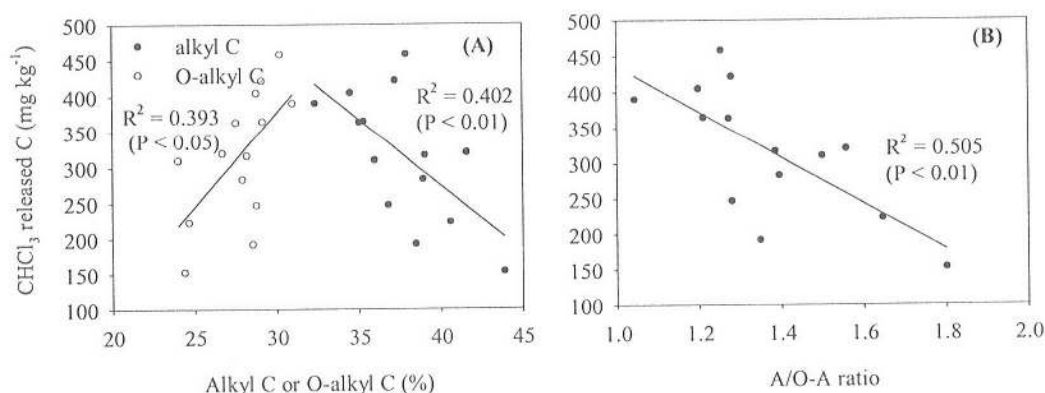 CHCl₃ released C (mg kg⁻¹)
500
450
400
350
300
250
200
150
100
20
25
30
35
40
45
alkyl C
O-alkyl C
(A)
R² = 0.393
(P < 0.05)
R² = 0.402
(P < 0.01)
Alkyl C or O-alkyl C (%)
500
450
400
350
300
250
200
150
100
1.0
1.2
1.4
1.6
1.8
2.0
(B)
R² = 0.505
(P < 0.01)
A/O-A ratio